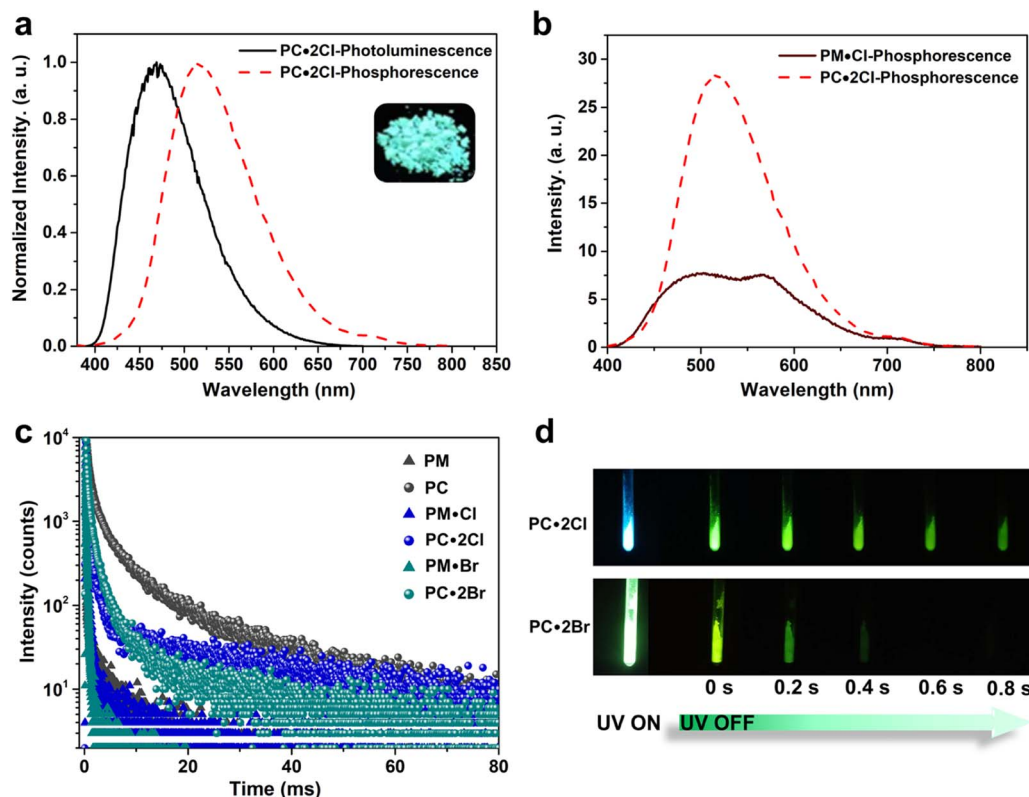 a
PC•2Cl-Photoluminescence
PC•2Cl-Phosphorescence
Normalized Intensity. (a. u.)
1.0
0.8
0.6
0.4
0.2
0.0
400 450 500 550 600 650 700 750 800 850
Wavelength (nm)
b
PM•Cl-Phosphorescence
PC•2Cl-Phosphorescence
Intensity. (a. u.)
30
25
20
15
10
5
0
400 500 600 700 800
Wavelength (nm)
c
PM
PC
PM•Cl
PC•2Cl
PM•Br
PC•2Br
Intensity (counts)
10^4
10^3
10^2
10^1
0 20 40 60 80
Time (ms)
d
PC•2Cl
PC•2Br
0 s 0.2 s 0.4 s 0.6 s 0.8 s
UV ON UV OFF